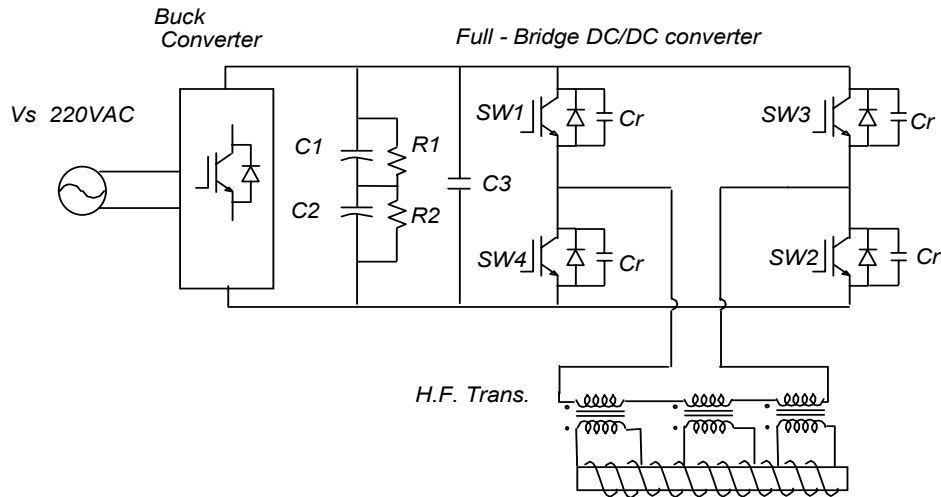 Buck
Converter
Full - Bridge DC/DC converter
Vs 220VAC
SW1
Cr
SW3
Cr
C1
R1
C3
C2
R2
SW4
Cr
SW2
Cr
H.F. Trans.